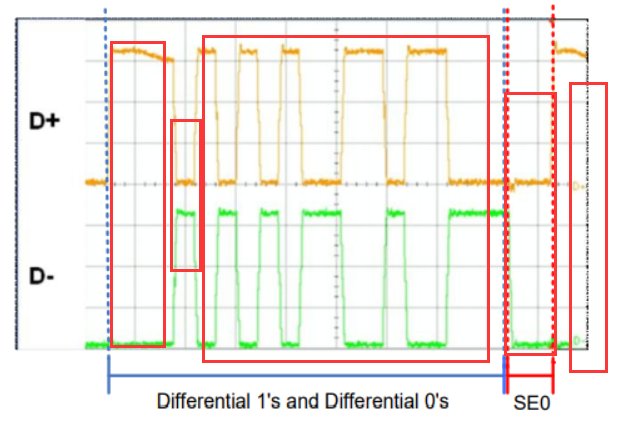 D+
D+
D-
D-
Differential 1's and Differential 0's
SE0